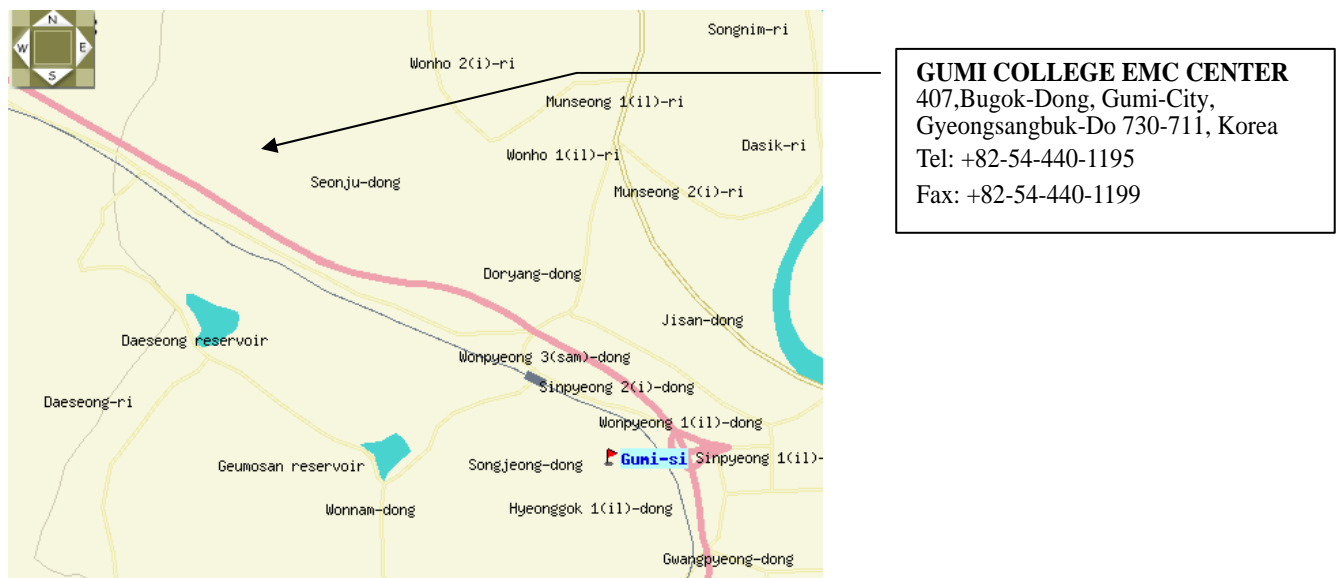 N
W E
S
Songnim-ri
Wonho 2(i)-ri
Munseong 1(il)-ri
Dasik-ri
Wonho 1(il)-ri
Seonju-dong
Munseong 2(i)-ri
Doryang-dong
Jisan-dong
Daeseong reservoir
Wonpyeong 3(sam)-dong
Sinpyeong 2(i)-dong
Daeseong-ri
Wonpyeong 1(il)-dong
Gumi-si
Sinpyeong 1(il)-
Geumosan reservoir
Songjeong-dong
Wonnam-dong
Hyeonggok 1(il)-dong
Gwangpyeong-dong
GUMI COLLEGE EMC CENTER
407,Bugok-Dong, Gumi-City,
Gyeongsangbuk-Do 730-711, Korea
Tel: +82-54-440-1195
Fax: +82-54-440-1199